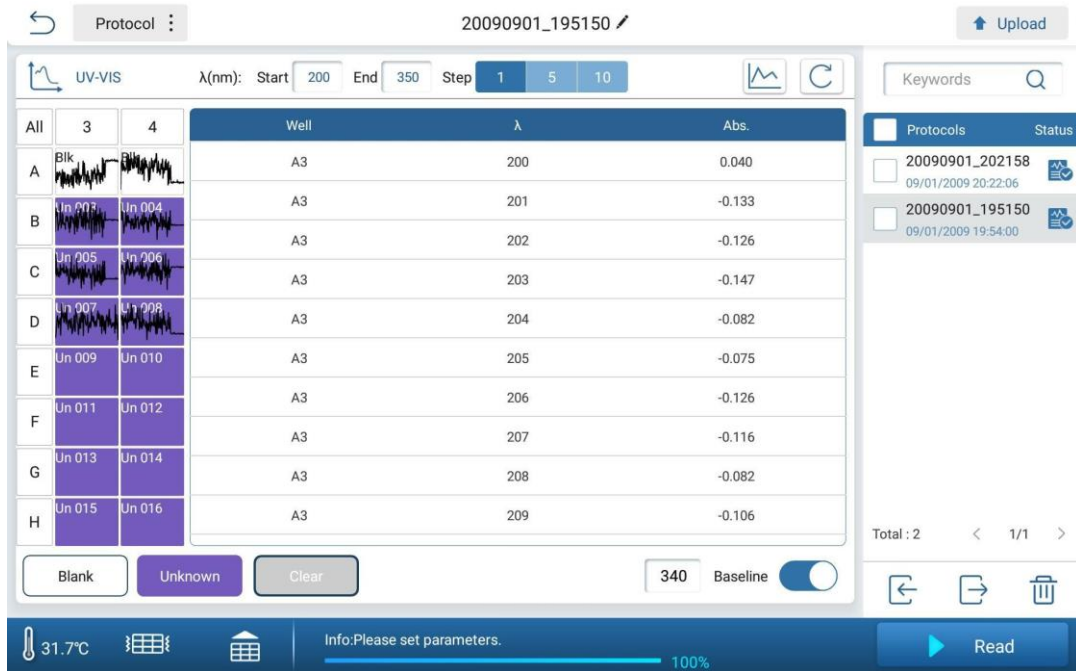 Protocol
20090901_195150
Upload
UV-VIS
λ(nm): Start 200 End 350 Step 1 5 10
Keywords
All 3 4
Well λ Abs.
Protocols Status
A Blk Blk
A3 200 0.040
20090901_202158
09/01/2009 20:22:06
B Un 003 Un 004
A3 201 -0.133
20090901_195150
09/01/2009 19:54:00
A3 202 -0.126
C Un 005 Un 006
A3 203 -0.147
D Un 007 Un 008
A3 204 -0.082
E Un 009 Un 010
A3 205 -0.075
A3 206 -0.126
F Un 011 Un 012
A3 207 -0.116
G Un 013 Un 014
A3 208 -0.082
H Un 015 Un 016
A3 209 -0.106
Total : 2 < 1/1 >
Blank Unknown Clear 340 Baseline
31.7℃
Info:Please set parameters.
100%
Read